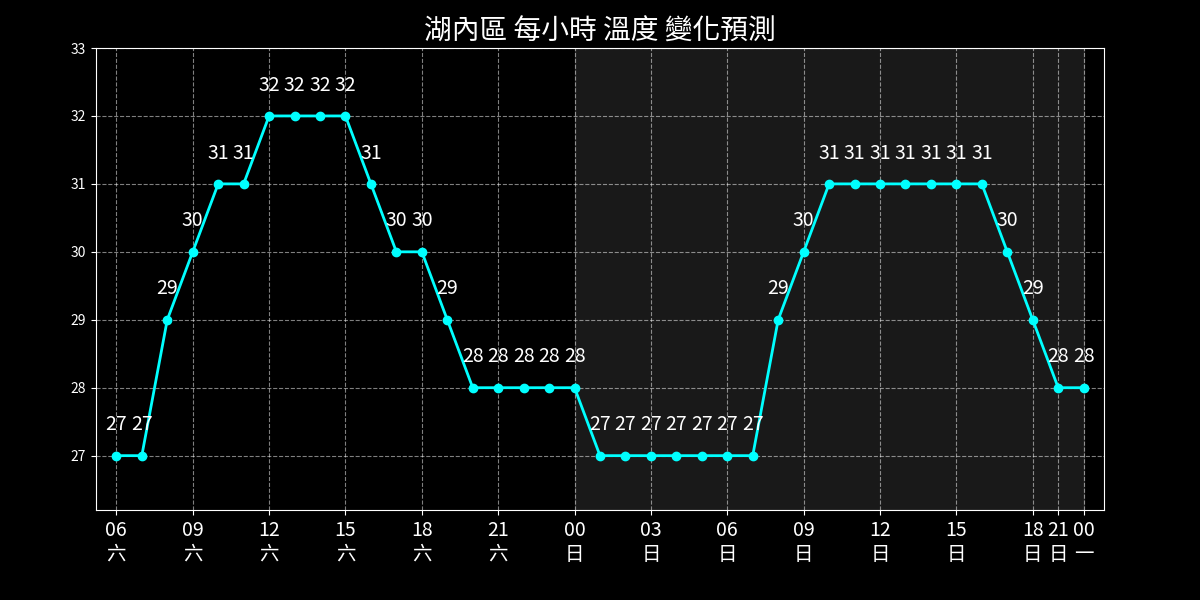 湖內區 每小時 溫度 變化預測
33
32 32 32 32
32
31 31 31 31 31 31 31 31 31 31
31
30 30 30 30 30
30
29 29 29 29
29
28 28 28 28 28 28 28
28
27 27 27 27 27 27 27 27 27
27
06 09 12 15 18 21 00 03 06 09 12 15 18 21 00
六 六 六 六 六 六 日 日 日 日 日 日 日 日 一